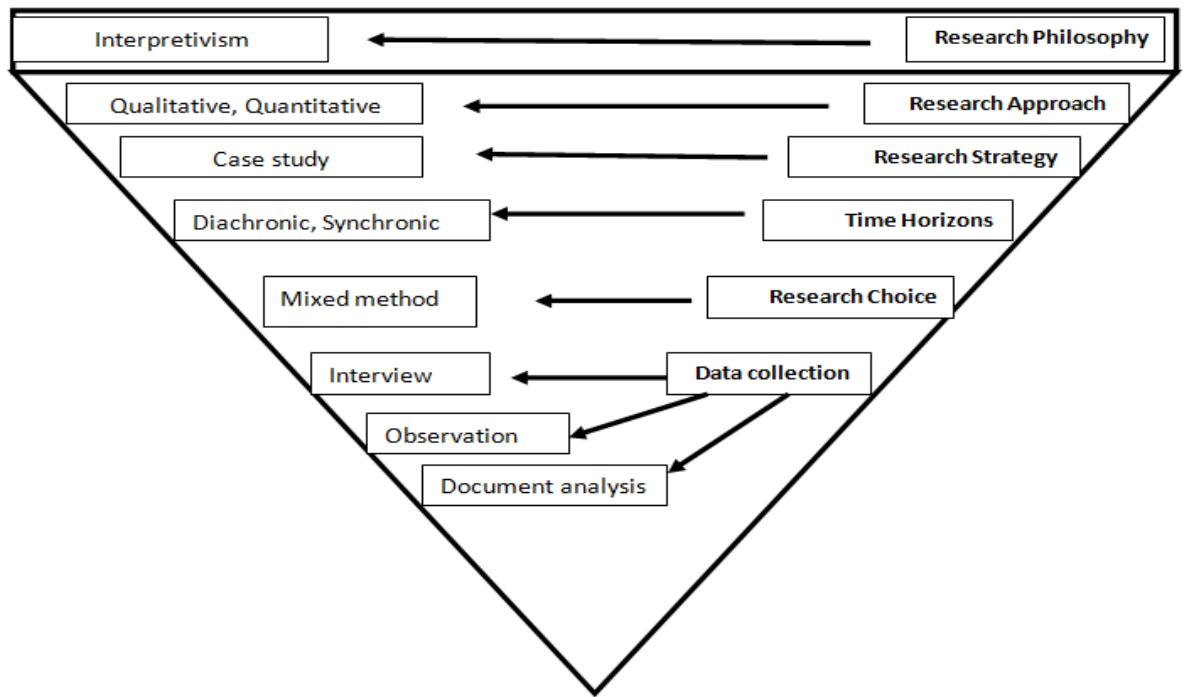 Interpretivism
Research Philosophy
Qualitative, Quantitative
Research Approach
Case study
Research Strategy
Diachronic, Synchronic
Time Horizons
Mixed method
Research Choice
Interview
Data collection
Observation
Document analysis